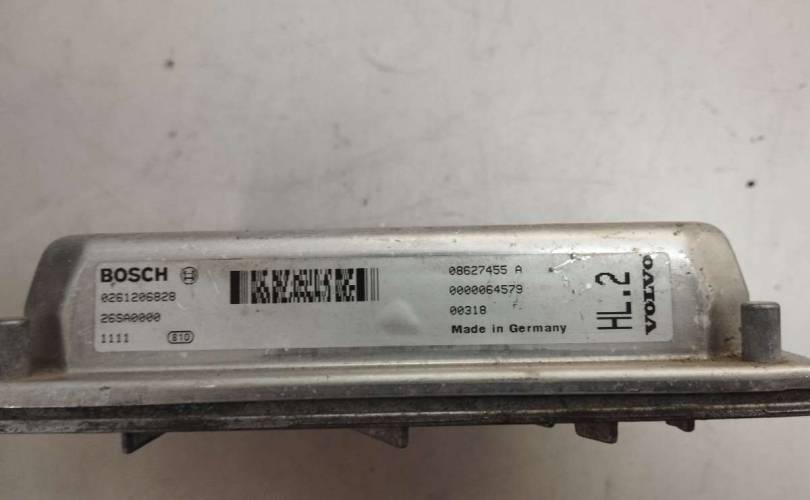 BOSCH
0261206828
26SA0000
1111 810
08627455 A
0000064579
00318
Made in Germany
HL.2
VOLVO